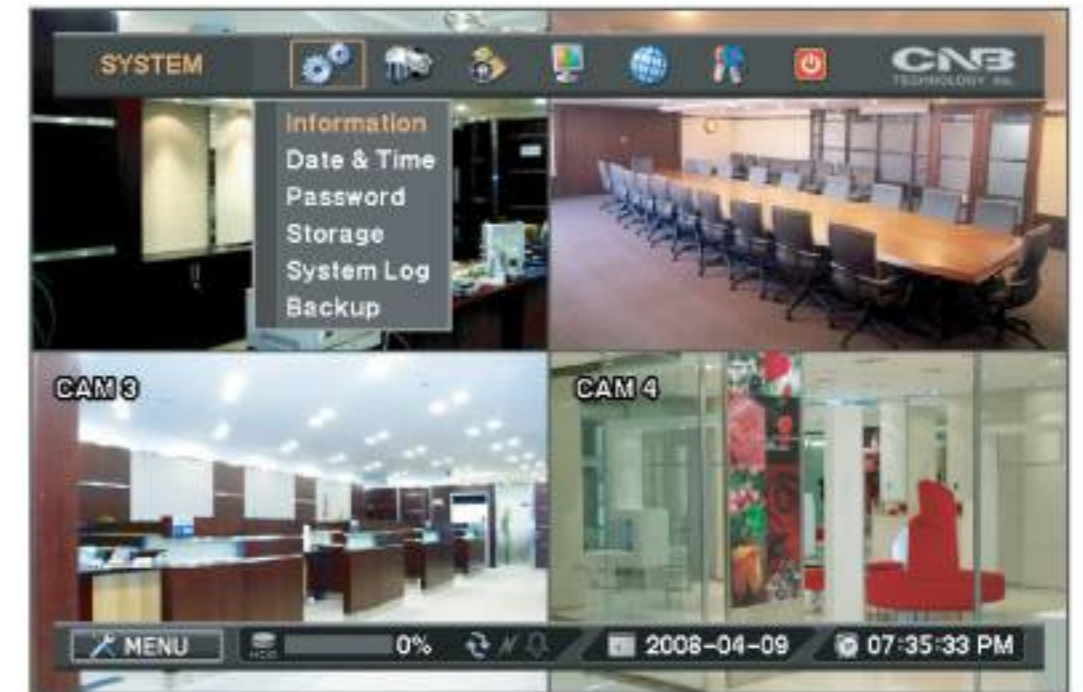 SYSTEM
CNB
TECHNOLOGY Inc.
Information
Date & Time
Password
Storage
System Log
Backup
CAM 3
CAM 4
MENU
HDD
0%
2008-04-09
07:35:33 PM